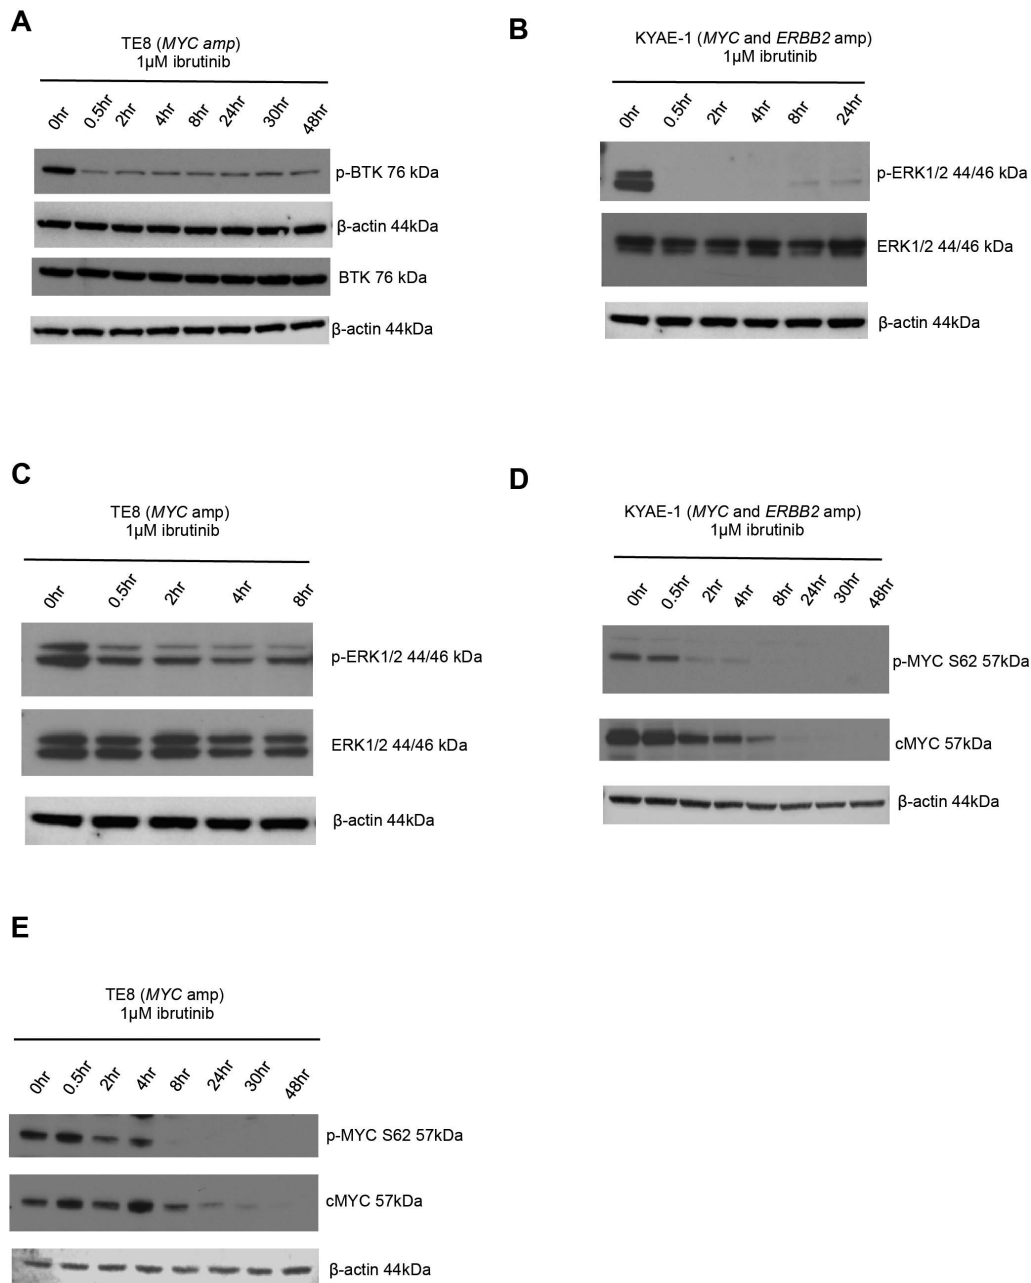 A
TE8 (MYC amp)
1µM ibrutinib
0hr 0.5hr 2hr 4hr 8hr 24hr 30hr 48hr
p-BTK 76 kDa
β-actin 44kDa
BTK 76 kDa
β-actin 44kDa
B
KYAE-1 (MYC and ERBB2 amp)
1µM ibrutinib
0hr 0.5hr 2hr 4hr 8hr 24hr
p-ERK1/2 44/46 kDa
ERK1/2 44/46 kDa
β-actin 44kDa
C
TE8 (MYC amp)
1µM ibrutinib
0hr 0.5hr 2hr 4hr 8hr
p-ERK1/2 44/46 kDa
ERK1/2 44/46 kDa
β-actin 44kDa
D
KYAE-1 (MYC and ERBB2 amp)
1µM ibrutinib
0hr 0.5hr 2hr 4hr 8hr 24hr 30hr 48hr
p-MYC S62 57kDa
cMYC 57kDa
β-actin 44kDa
E
TE8 (MYC amp)
1µM ibrutinib
0hr 0.5hr 2hr 4hr 8hr 24hr 30hr 48hr
p-MYC S62 57kDa
cMYC 57kDa
β-actin 44kDa